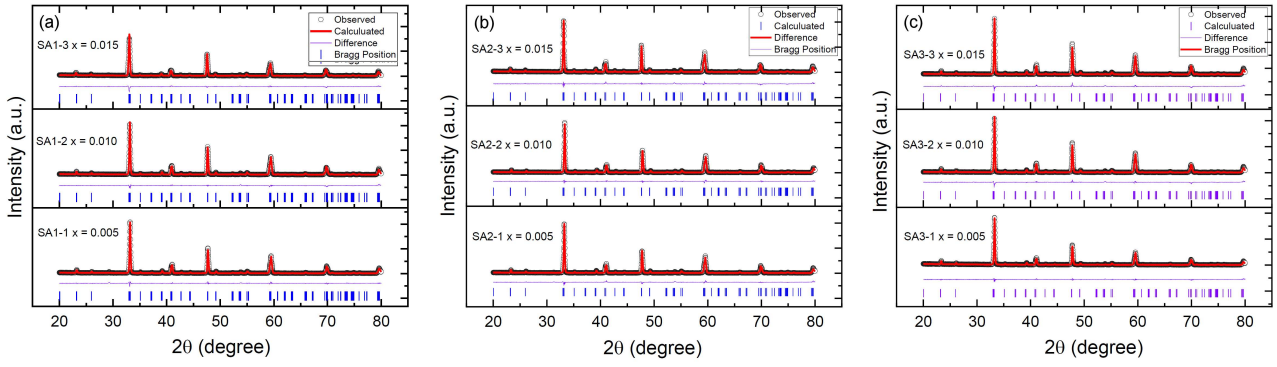 (a)
Observed
Calculuated
Difference
Bragg Position
SA1-3 x = 0.015
SA1-2 x = 0.010
SA1-1 x = 0.005
Intensity (a.u.)
20 30 40 50 60 70 80
2θ (degree)
(b)
Observed
Calculuated
Difference
Bragg Position
SA2-3 x = 0.015
SA2-2 x = 0.010
SA2-1 x = 0.005
Intensity (a.u.)
20 30 40 50 60 70 80
2θ (degree)
(c)
Observed
Calculuated
Difference
Bragg Position
SA3-3 x = 0.015
SA3-2 x = 0.010
SA3-1 x = 0.005
Intensity (a.u.)
20 30 40 50 60 70 80
2θ (degree)